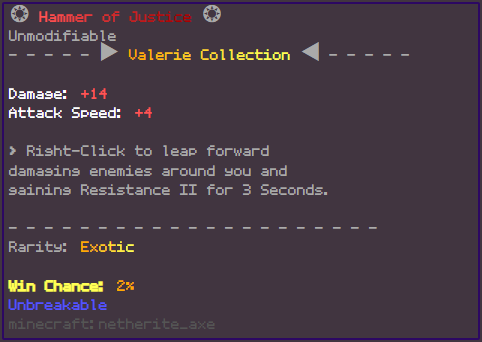 ❂ Hammer of Justice ❂
Unmodifiable
- - - - - ▶ Valerie Collection ◀ - - - - -
Damage: +14
Attack Speed: +4
> Right-Click to leap forward
damaging enemies around you and
gaining Resistance II for 3 Seconds.
- - - - - - - - - - - - - - - - - - - - - -
Rarity: Exotic
Win Chance: 2%
Unbreakable
minecraft:netherite_axe